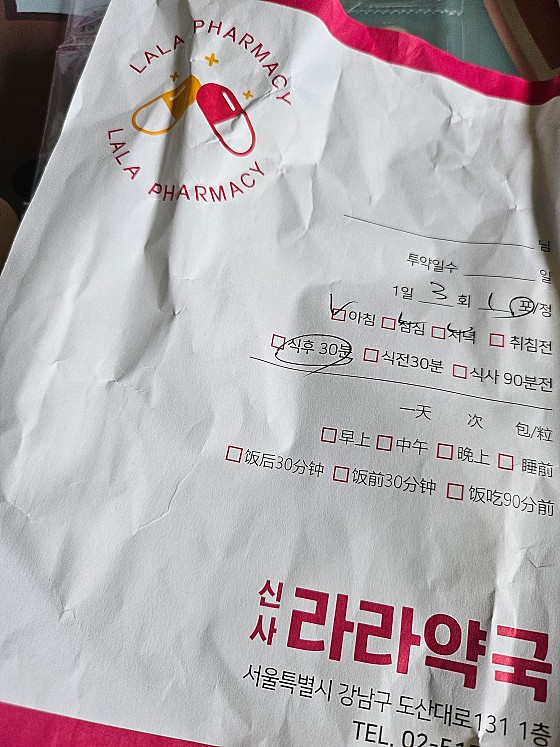 LALA PHARMACY
LALA PHARMACY
님
투약일수 일
1일 3 회 1 포/정
아침 점심 저녁 취침전
식후 30분 식전30분 식사 90분전
一天 次 包/粒
早上 中午 晚上 睡前
饭后30分钟 饭前30分钟 饭吃90分前
신사 라라약국
서울특별시 강남구 도산대로131 1층
TEL. 02-51